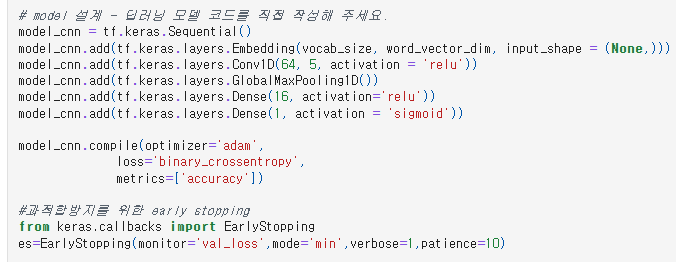 # model 설계 - 딥러닝 모델 코드를 직접 작성해 주세요.
model_cnn = tf.keras.Sequential()
model_cnn.add(tf.keras.layers.Embedding(vocab_size, word_vector_dim, input_shape = (None,)))
model_cnn.add(tf.keras.layers.Conv1D(64, 5, activation = 'relu'))
model_cnn.add(tf.keras.layers.GlobalMaxPooling1D())
model_cnn.add(tf.keras.layers.Dense(16, activation='relu'))
model_cnn.add(tf.keras.layers.Dense(1, activation = 'sigmoid'))
model_cnn.compile(optimizer='adam',
loss='binary_crossentropy',
metrics=['accuracy'])
#과적합방지를 위한 early stopping
from keras.callbacks import EarlyStopping
es=EarlyStopping(monitor='val_loss',mode='min',verbose=1,patience=10)